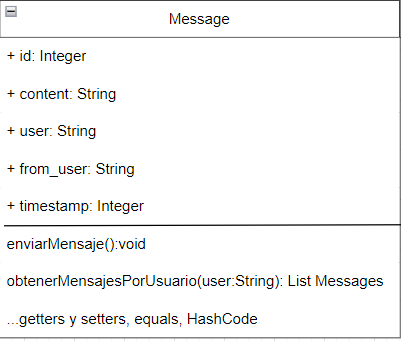 Message
+ id: Integer
+ content: String
+ user: String
+ from_user: String
+ timestamp: Integer
enviarMensaje():void
obtenerMensajesPorUsuario(user:String): List Messages
...getters y setters, equals, HashCode